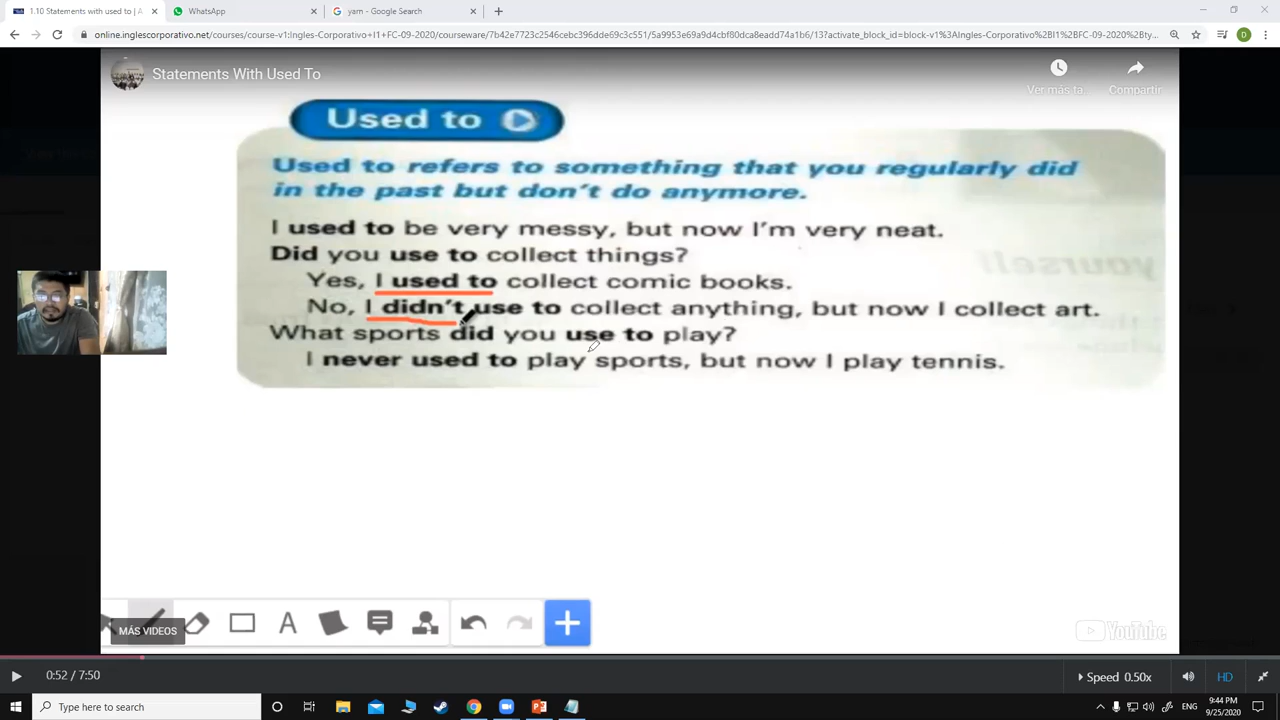 1.10 Statements with used to | A
WhatsApp
yarn - Google Search
online.inglescorporativo.net/courses/course-v1:Ingles-Corporativo+I1+FC-09-2020/courseware/7b42e7723c2546cebc396dde69c3c551/5a9953e69a9d4cbf80dca8edd74a1b6/13?activate_block_id=block-v1%3AIngles-Corporativo%2BI1%2BFC-09-2020%2Bty...
Statements With Used To
Ver más ta...
Compartir
Used to
Used to refers to something that you regularly did
in the past but don't do anymore.
I used to be very messy, but now I'm very neat.
Did you use to collect things?
Yes, I used to collect comic books.
No, I didn't use to collect anything, but now I collect art.
What sports did you use to play?
I never used to play sports, but now I play tennis.
yourself
A
MÁS VIDEOS
YouTube
0:52 / 7:50
Speed 0.50x
HD
Type here to search
ENG
9:44 PM
9/25/2020